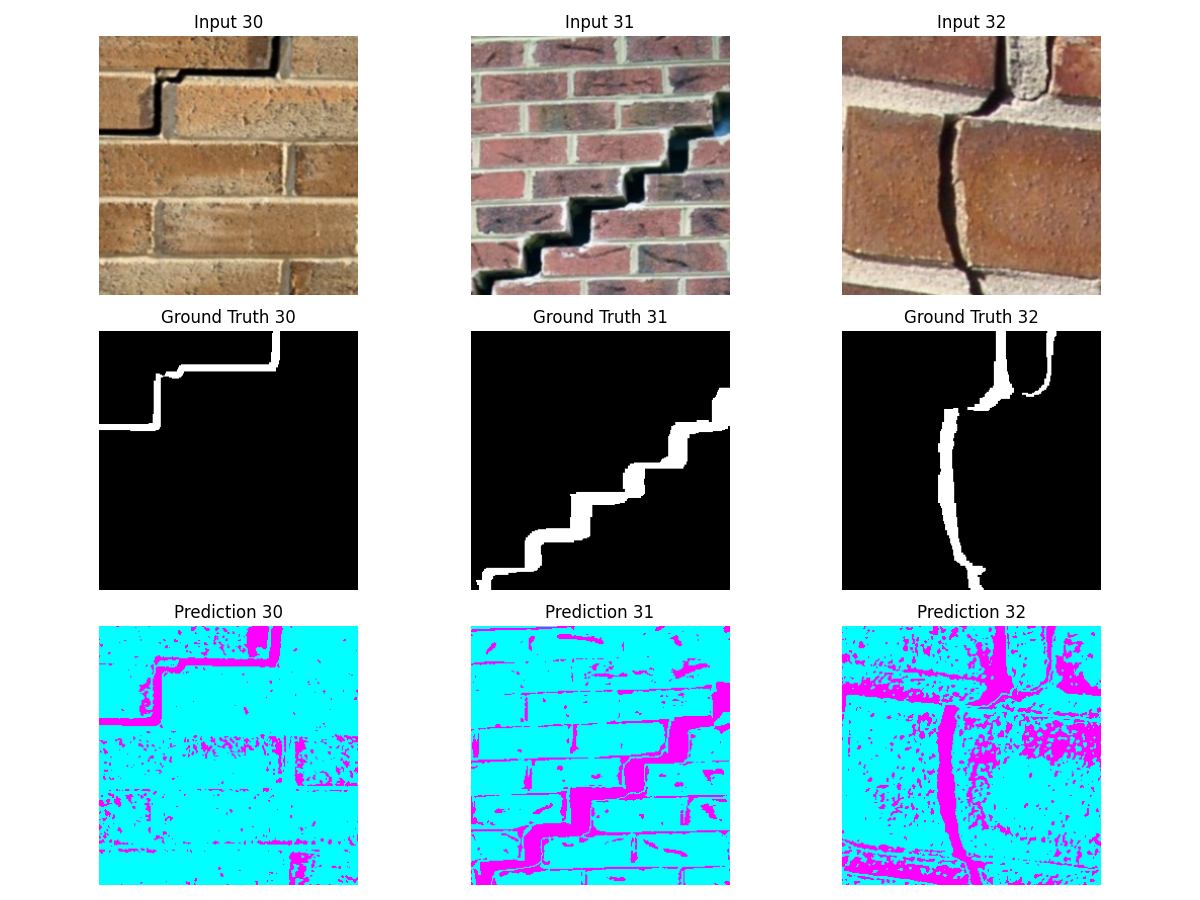 Input 30
Input 31
Input 32
Ground Truth 30
Ground Truth 31
Ground Truth 32
Prediction 30
Prediction 31
Prediction 32